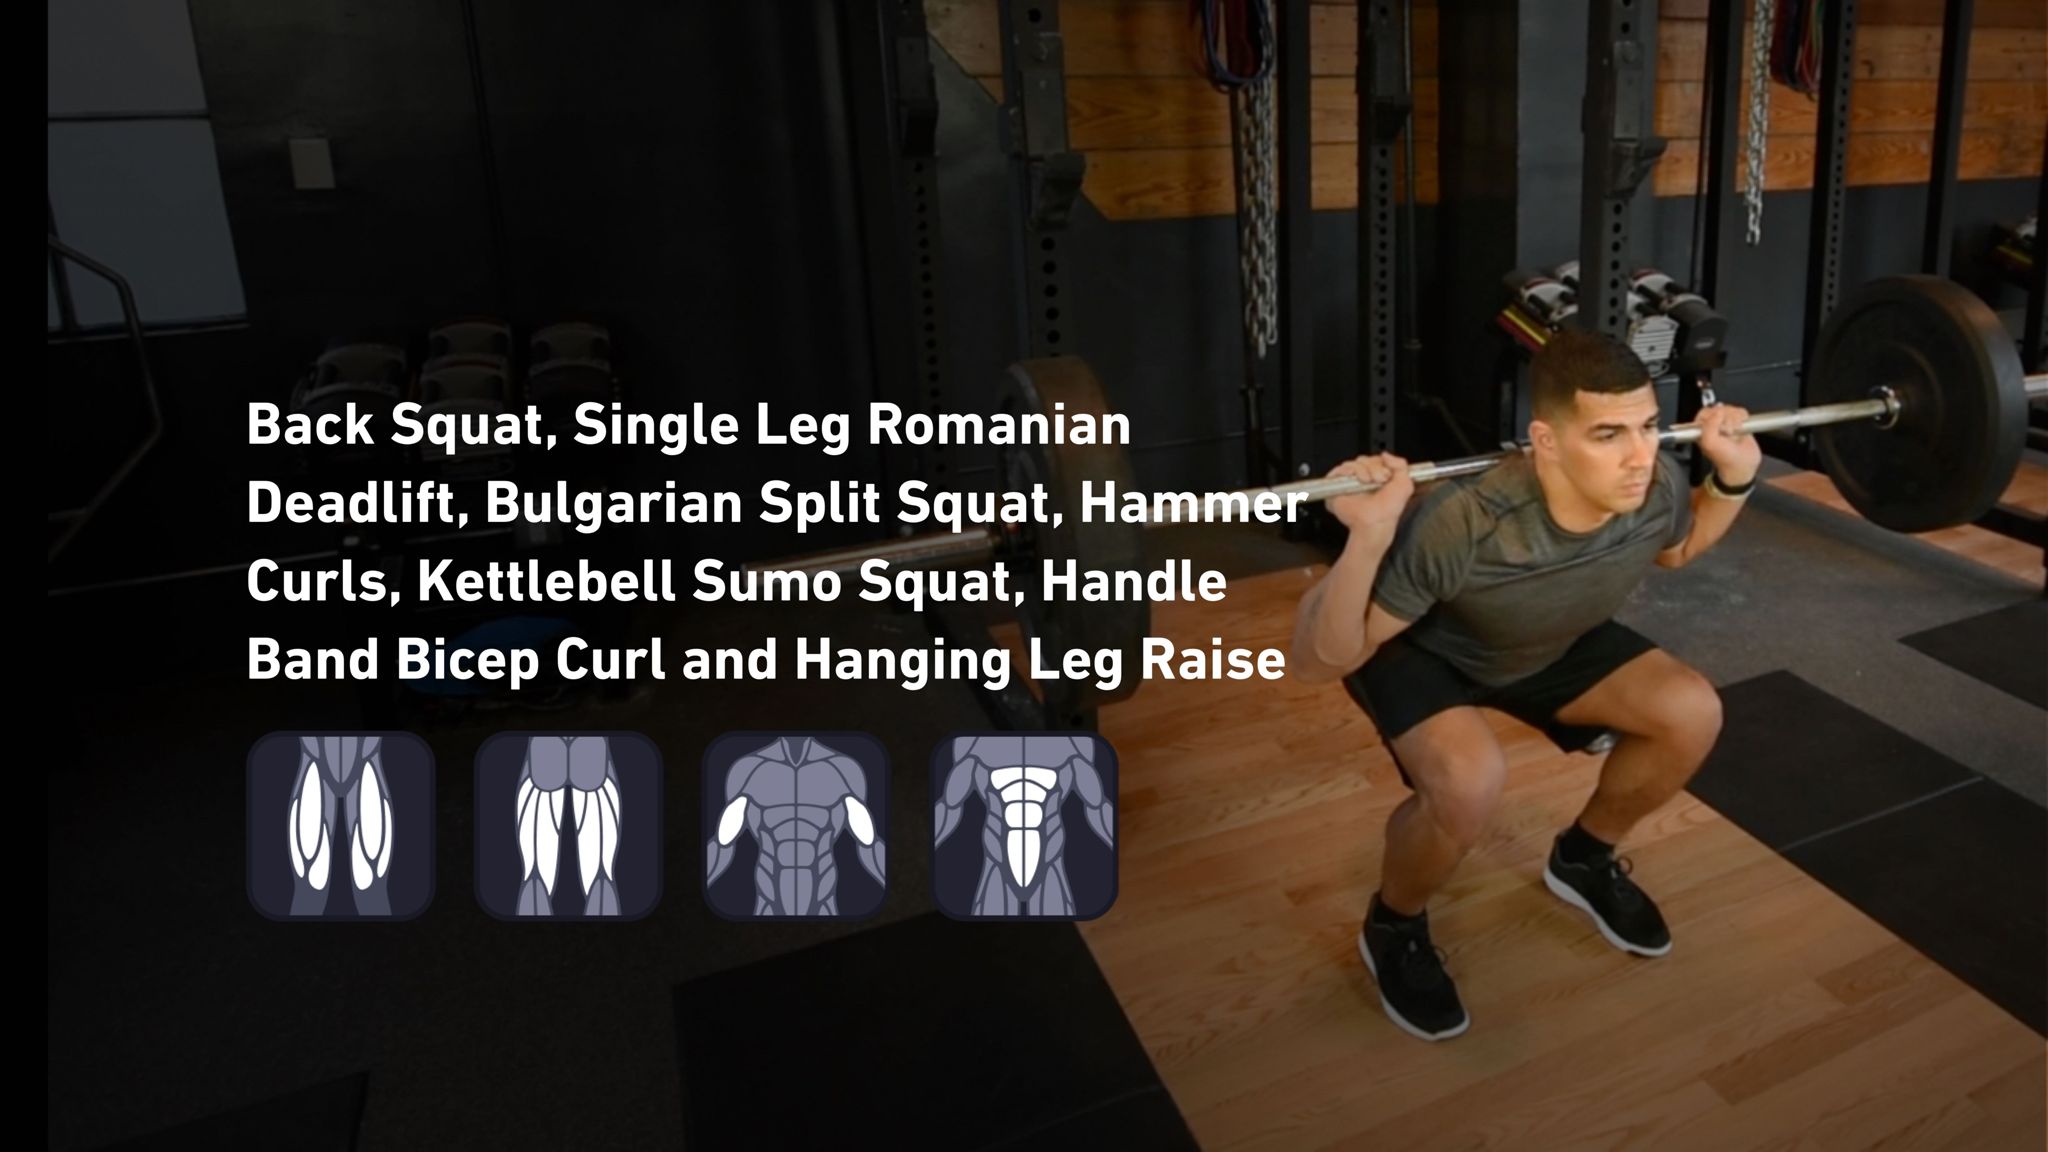 Back Squat, Single Leg Romanian
Deadlift, Bulgarian Split Squat, Hammer
Curls, Kettlebell Sumo Squat, Handle
Band Bicep Curl and Hanging Leg Raise